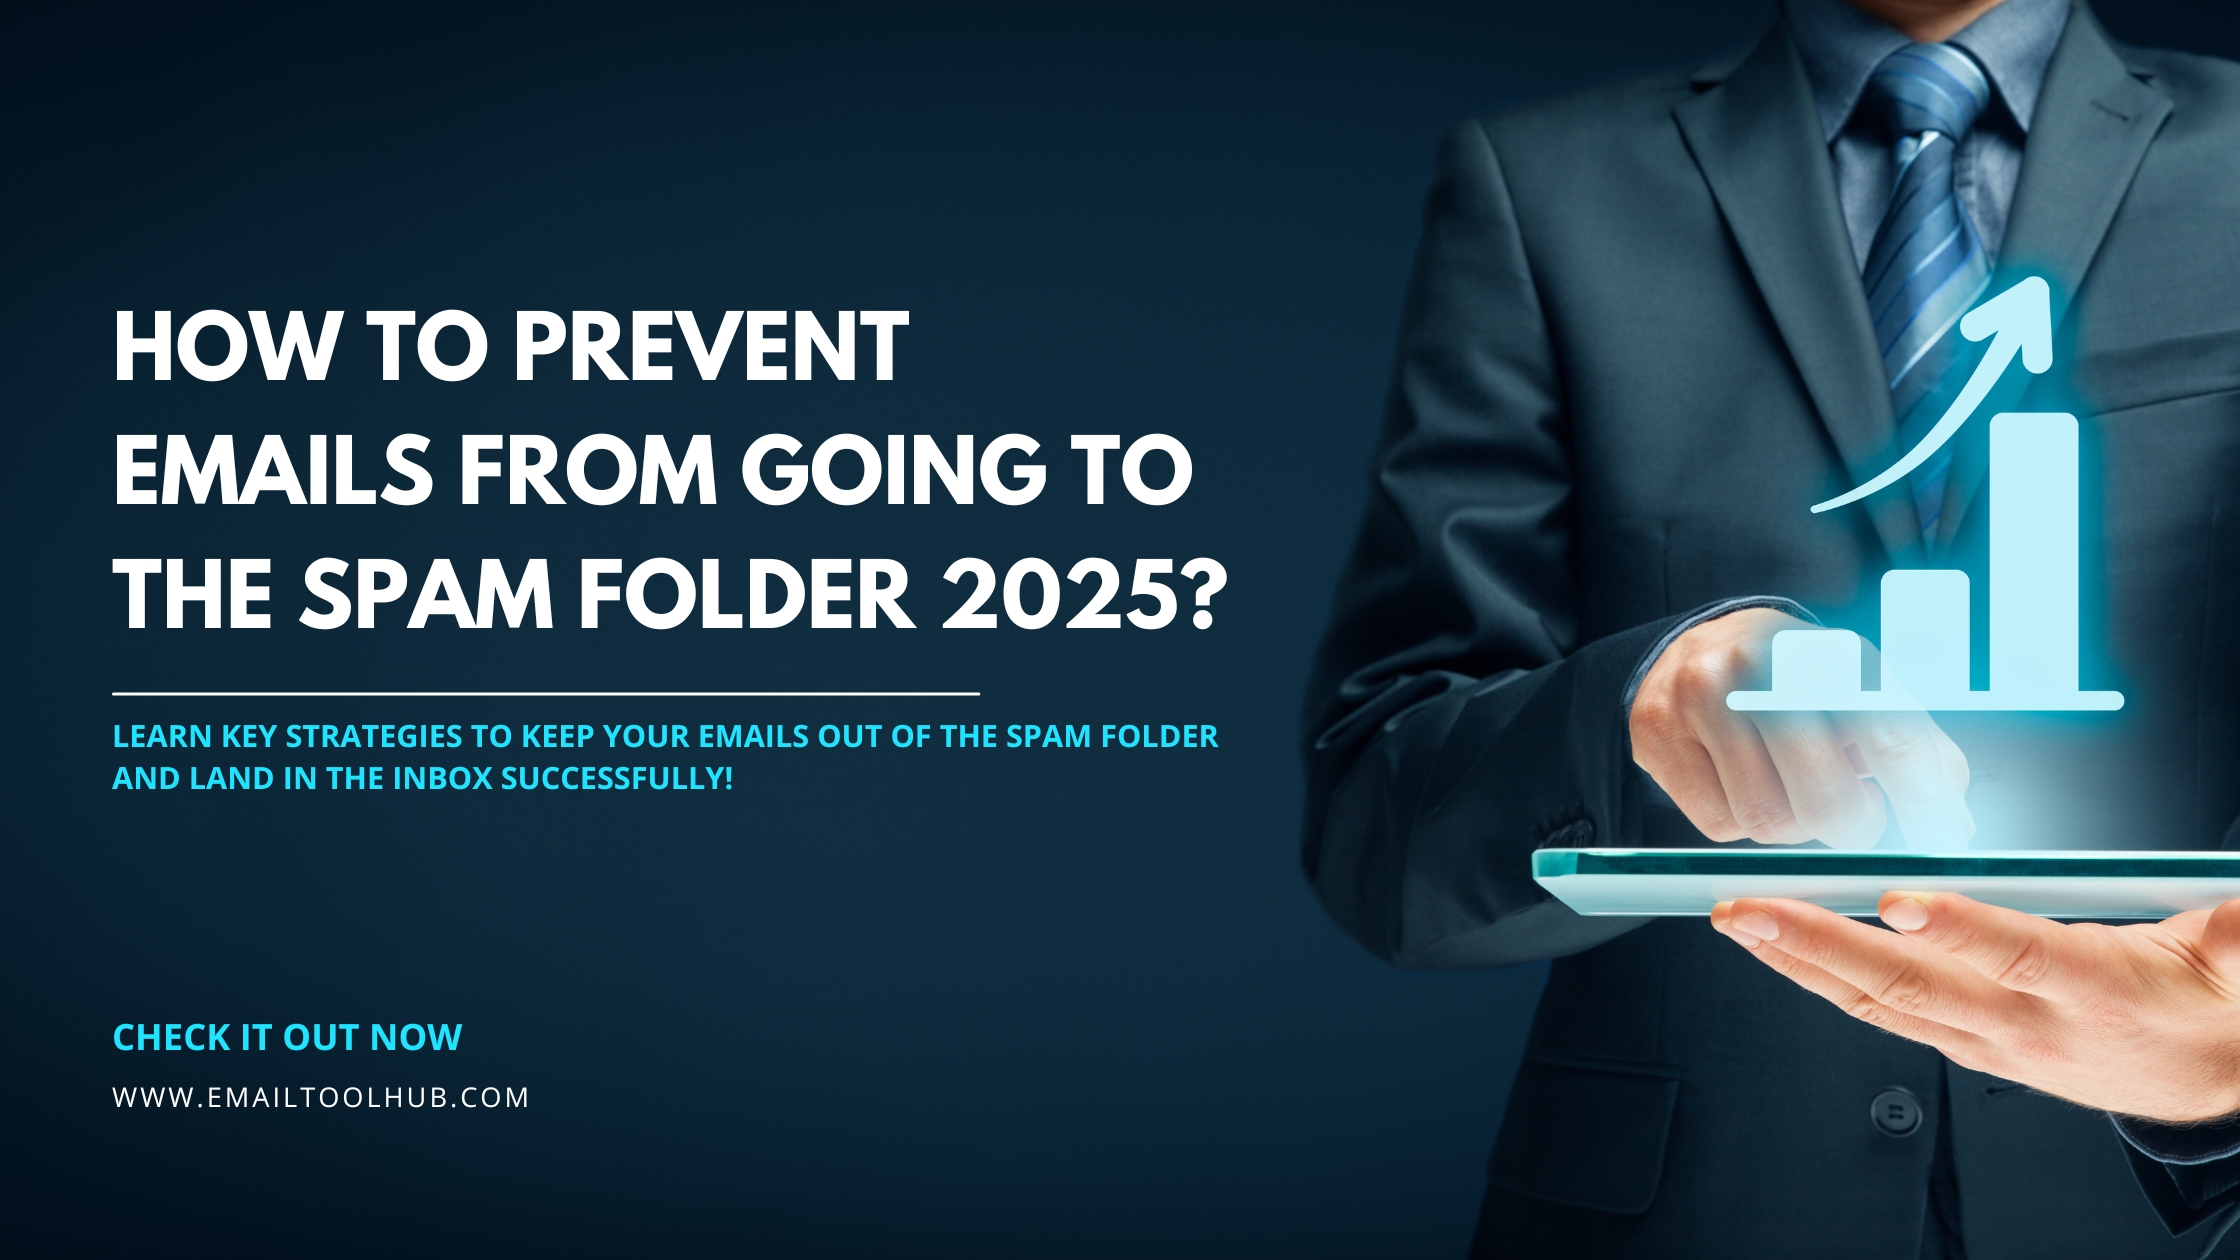 HOW TO PREVENT
EMAILS FROM GOING TO
THE SPAM FOLDER 2025?
LEARN KEY STRATEGIES TO KEEP YOUR EMAILS OUT OF THE SPAM FOLDER
AND LAND IN THE INBOX SUCCESSFULLY!
CHECK IT OUT NOW
WWW.EMAILTOOLHUB.COM